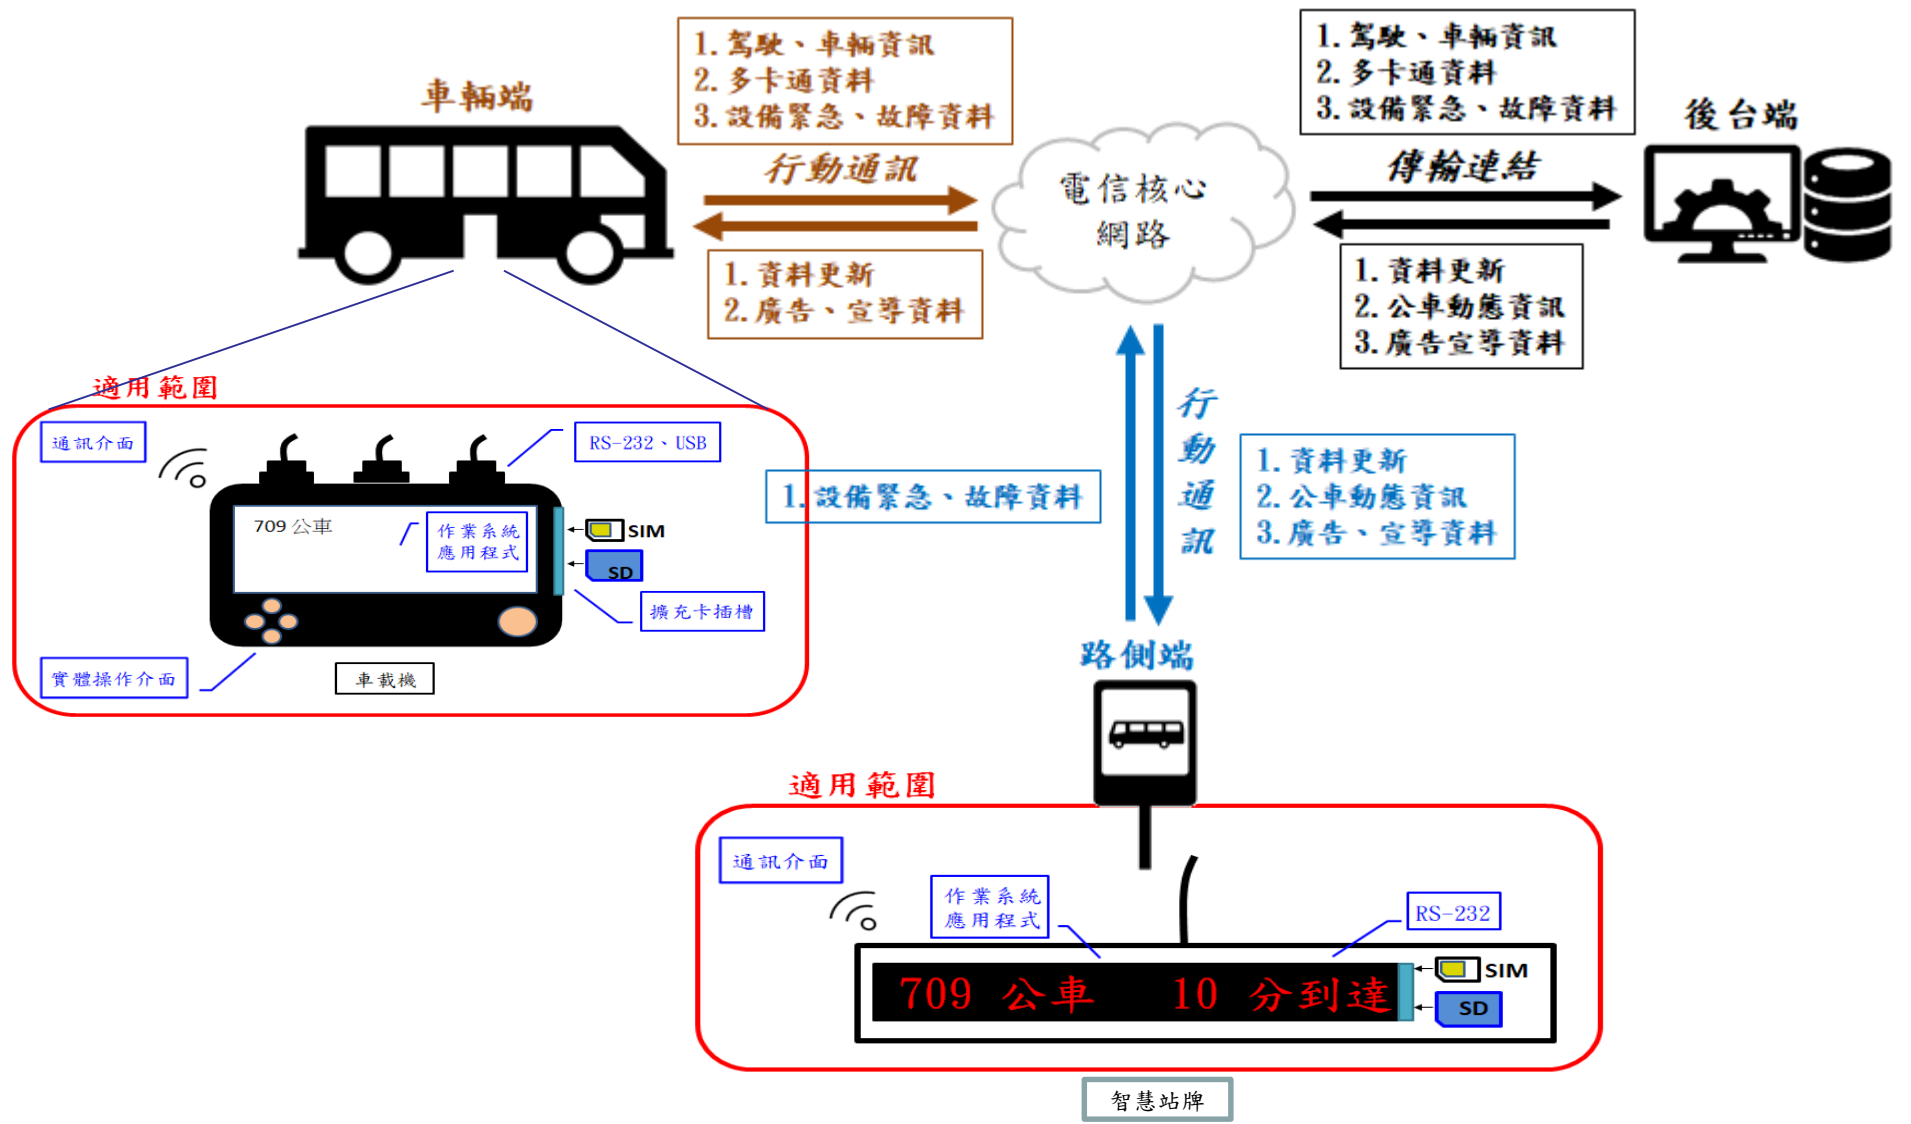 車輛端
1.駕駛、車輛資訊
2.多卡通資料
3.設備緊急、故障資料
行動通訊
1.資料更新
2.廣告、宣導資料
電信核心
網路
1.駕駛、車輛資訊
2.多卡通資料
3.設備緊急、故障資料
傳輸連結
1.資料更新
2.公車動態資訊
3.廣告宣導資料
後台端
適用範圍
通訊介面
RS-232、USB
709 公車
作業系統
應用程式
SIM
SD
擴充卡插槽
實體操作介面
車載機
1.設備緊急、故障資料
行動通訊
1.資料更新
2.公車動態資訊
3.廣告、宣導資料
路側端
適用範圍
通訊介面
作業系統
應用程式
RS-232
709 公車 10 分到達
SIM
SD
智慧站牌